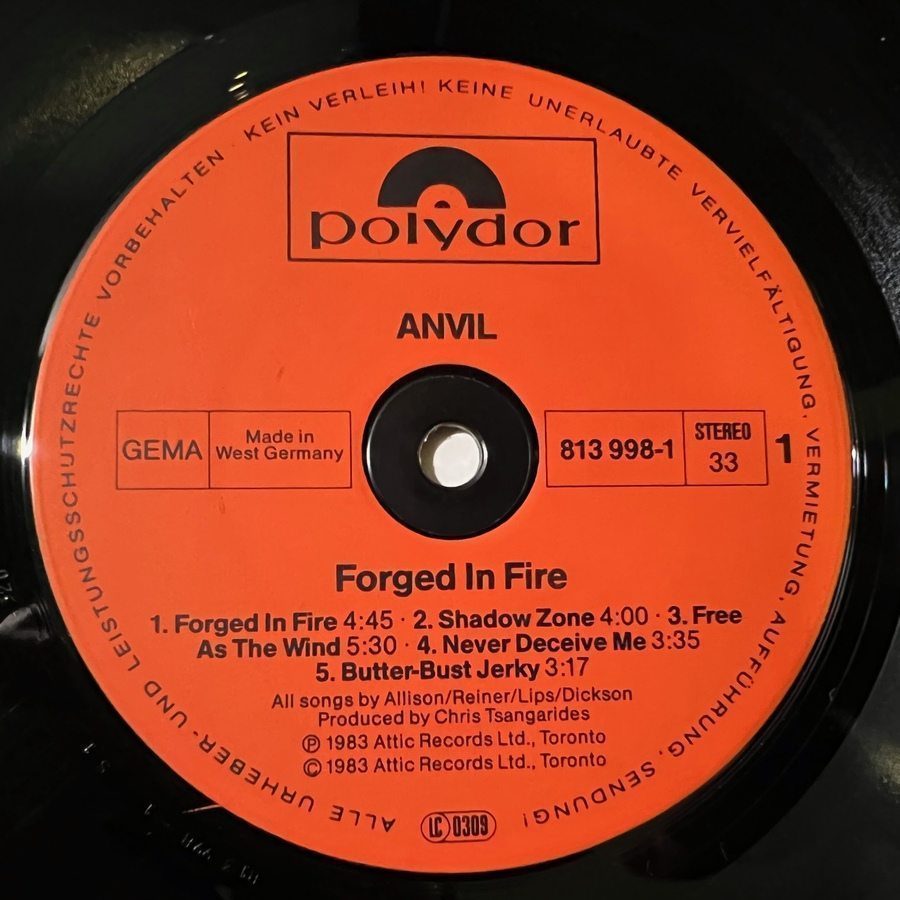 ALLE URHEBER- UND LEISTUNGSSCHUTZRECHTE VORBEHALTEN KEIN VERLEIH! KEINE UNERLAUBTE VERVIELFÄLTIGUNG, VERMIETUNG, AUFFÜHRUNG, SENDUNG!
polydor
ANVIL
GEMA
Made in
West Germany
813 998-1
STEREO
33
1
Forged In Fire
1. Forged In Fire 4:45 · 2. Shadow Zone 4:00 · 3. Free
As The Wind 5:30 · 4. Never Deceive Me 3:35
5. Butter-Bust Jerky 3:17
All songs by Allison/Reiner/Lips/Dickson
Produced by Chris Tsangarides
Ⓟ 1983 Attic Records Ltd., Toronto
© 1983 Attic Records Ltd., Toronto
LC 0309